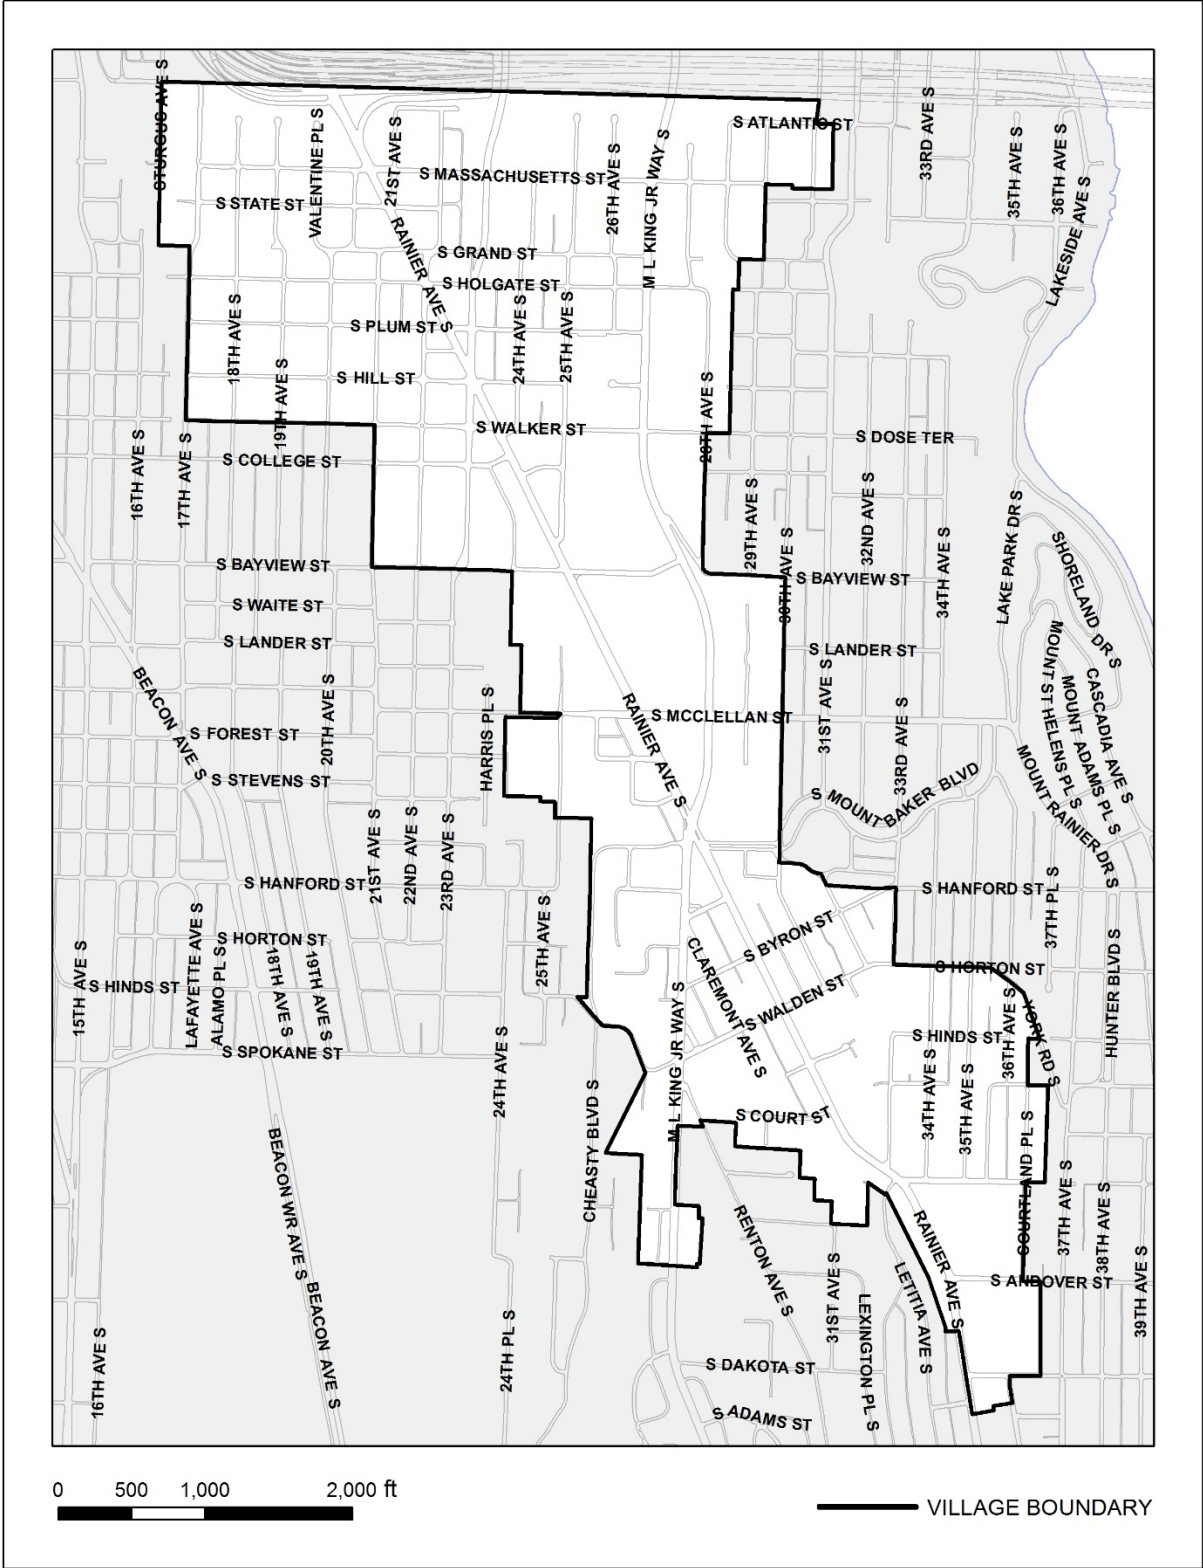 STURGUS AVE S
VALENTINE PL S
21ST AVE S
S MASSACHUSETTS ST
26TH AVE S
M L KING JR WAY S
S ATLANTIC ST
33RD AVE S
35TH AVE S
36TH AVE S
LAKESIDE AVE S
S STATE ST
RAINIER AVE S
S GRAND ST
S HOLGATE ST
18TH AVE S
19TH AVE S
S PLUM ST
24TH AVE S
25TH AVE S
S HILL ST
28TH AVE S
S WALKER ST
S DOSE TER
16TH AVE S
17TH AVE S
S COLLEGE ST
29TH AVE S
30TH AVE S
32ND AVE S
34TH AVE S
LAKE PARK DR S
SHORELAND DR S
S BAYVIEW ST
S BAYVIEW ST
S WAITE ST
S LANDER ST
S LANDER ST
BEACON AVE S
20TH AVE S
HARRIS PL S
RAINIER AVE S
S MCCLELLAN ST
31ST AVE S
33RD AVE S
MOUNT ST HELENS PL S
MOUNT ADAMS PL S
CASCADIA AVE S
S FOREST ST
S STEVENS ST
S MOUNT BAKER BLVD
MOUNT RAINIER DR S
21ST AVE S
22ND AVE S
23RD AVE S
S HANFORD ST
S HANFORD ST
37TH PL S
25TH AVE S
15TH AVE S
LAFAYETTE AVE S
ALAMO PL S
S HORTON ST
18TH AVE S
19TH AVE S
S HINDS ST
S BYRON ST
CLAREMONT AVE S
S WALDEN ST
S HORTON ST
HUNTER BLVD S
YORK RD S
36TH AVE S
S HINDS ST
S SPOKANE ST
24TH AVE S
M L KING JR WAY S
34TH AVE S
35TH AVE S
S COURT ST
CHEASTY BLVD S
COURTLAND PL S
BEACON WR AVE S
RENTON AVE S
RAINIER AVE S
37TH AVE S
38TH AVE S
39TH AVE S
BEACON AVE S
31ST AVE S
LETITIA AVE S
S ANDOVER ST
LEXINGTON PL S
16TH AVE S
24TH PL S
S DAKOTA ST
S ADAMS ST
0 500 1,000 2,000 ft
VILLAGE BOUNDARY